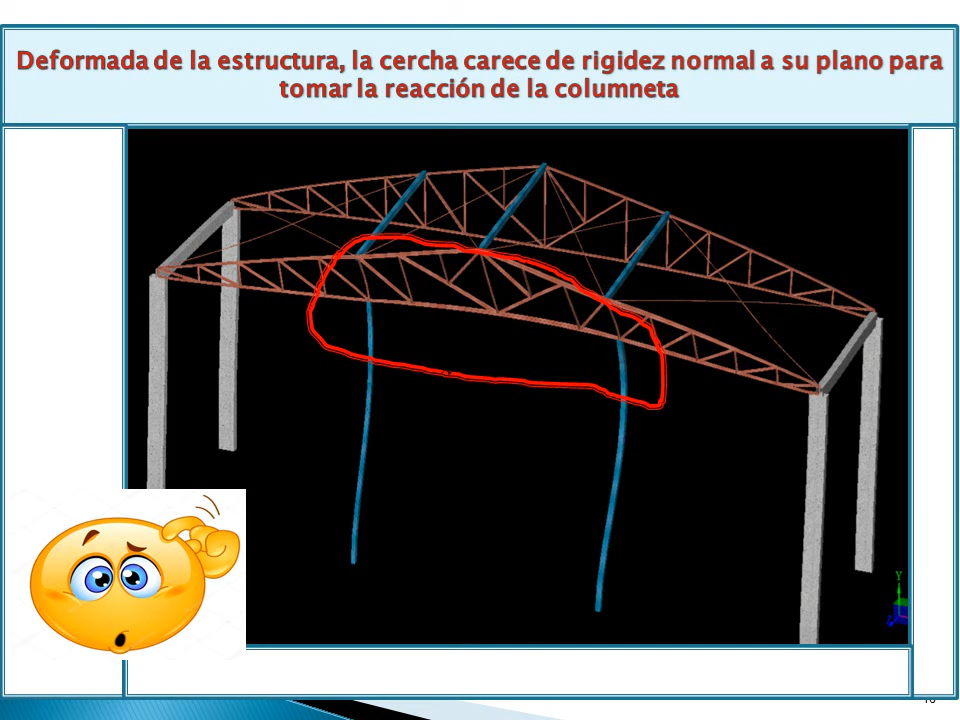 Deformada de la estructura, la cercha carece de rigidez normal a su plano para
tomar la reacción de la columneta
Y
Z